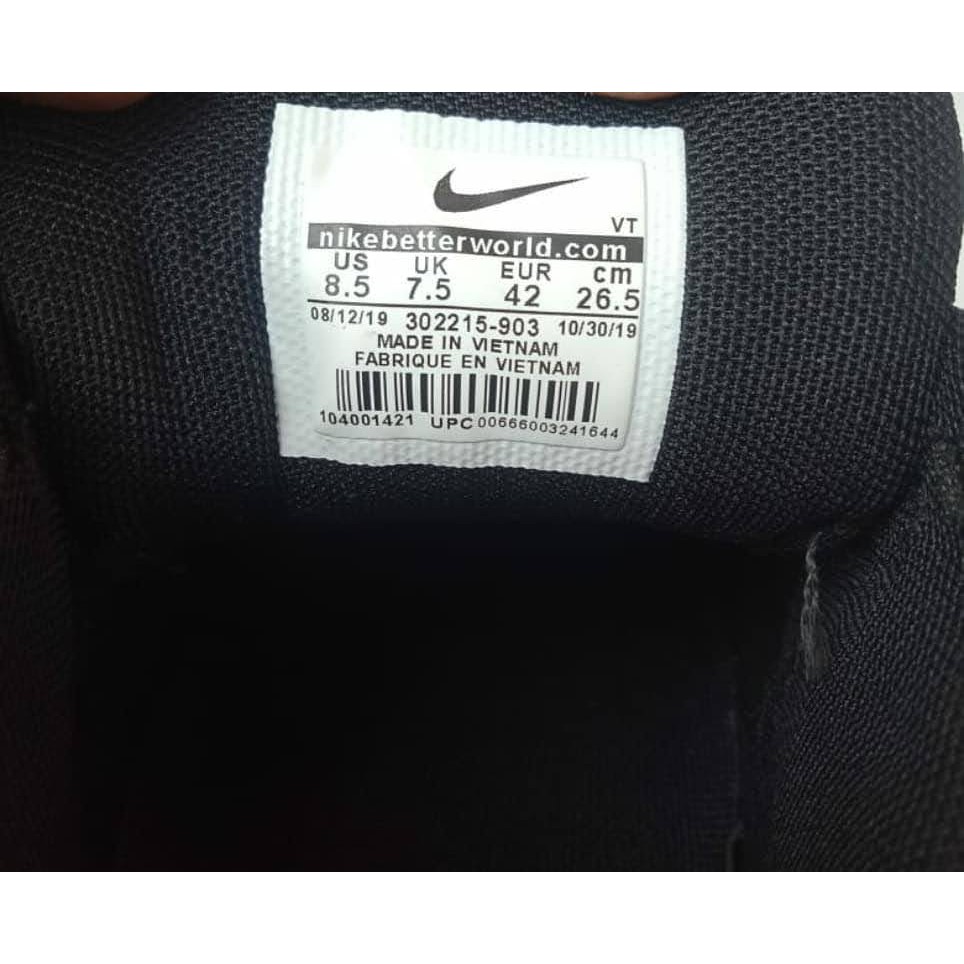 VT
nikebetterworld.com
US UK EUR cm
8.5 7.5 42 26.5
08/12/19 302215-903 10/30/19
MADE IN VIETNAM
FABRIQUE EN VIETNAM
104001421 UPC 00666003241644